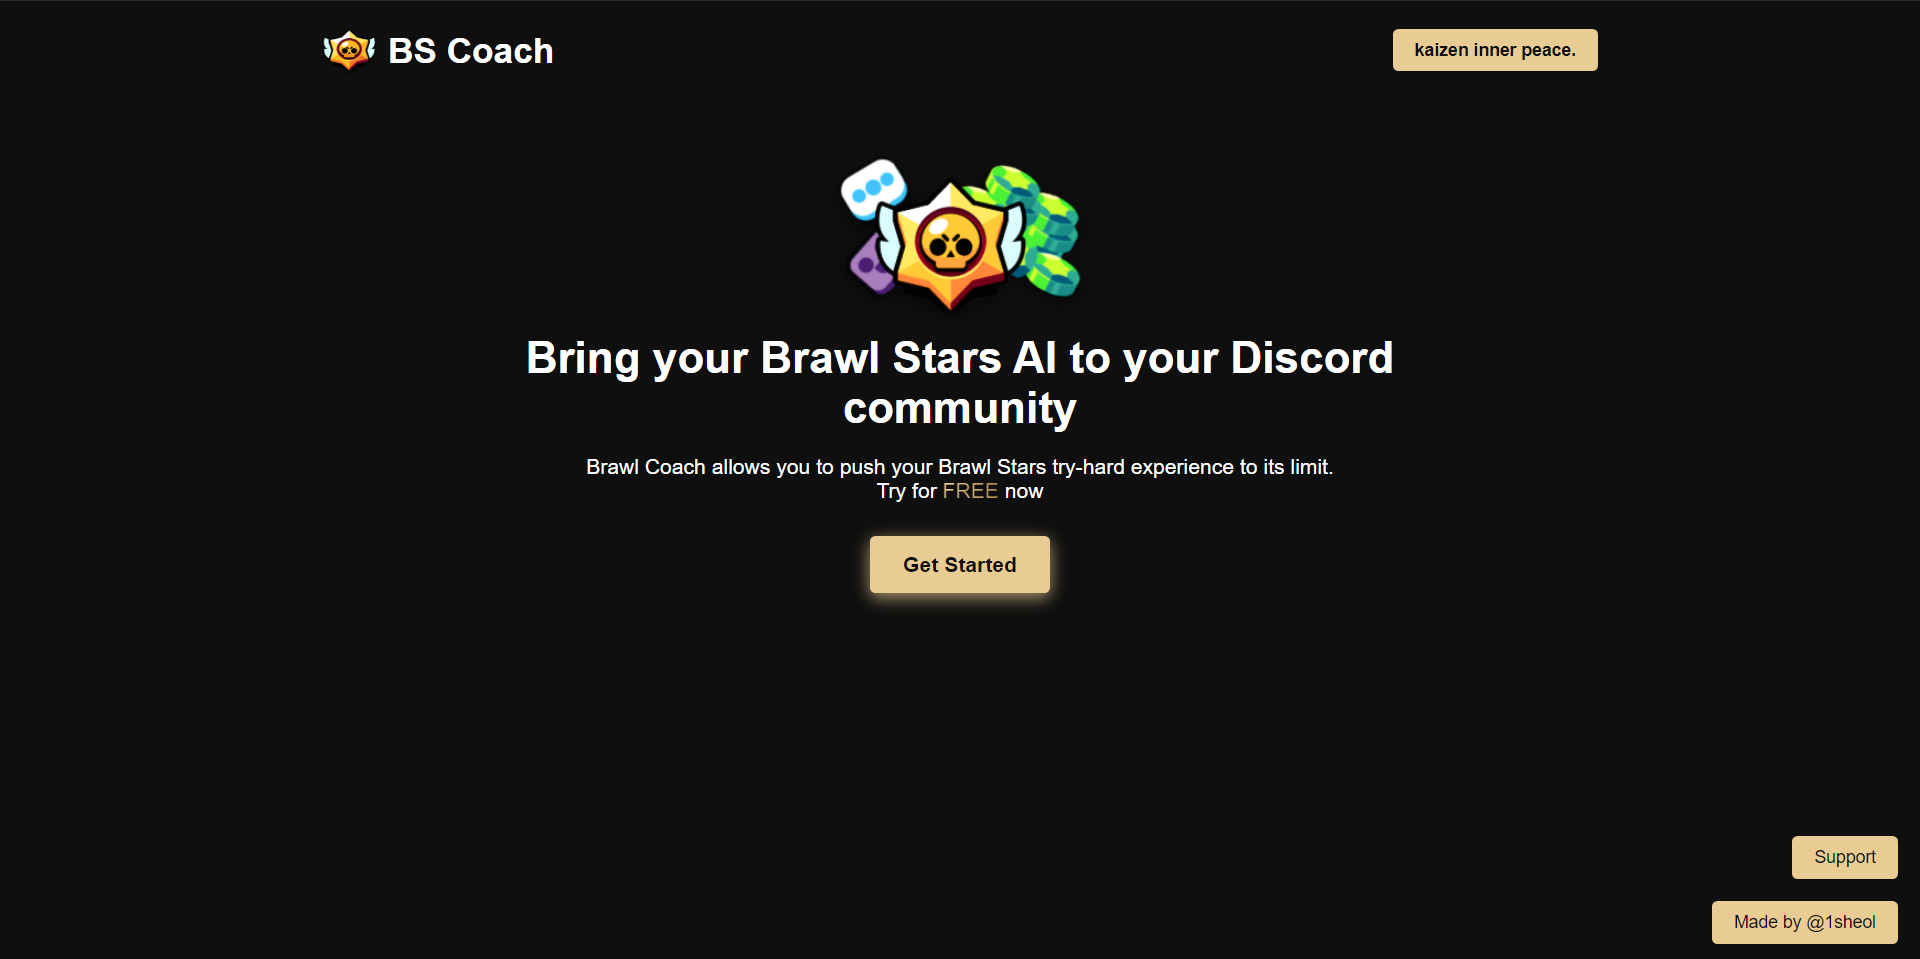 BS Coach
kaizen inner peace.
Bring your Brawl Stars AI to your Discord
community
Brawl Coach allows you to push your Brawl Stars try-hard experience to its limit.
Try for FREE now
Get Started
Support
Made by @1sheol